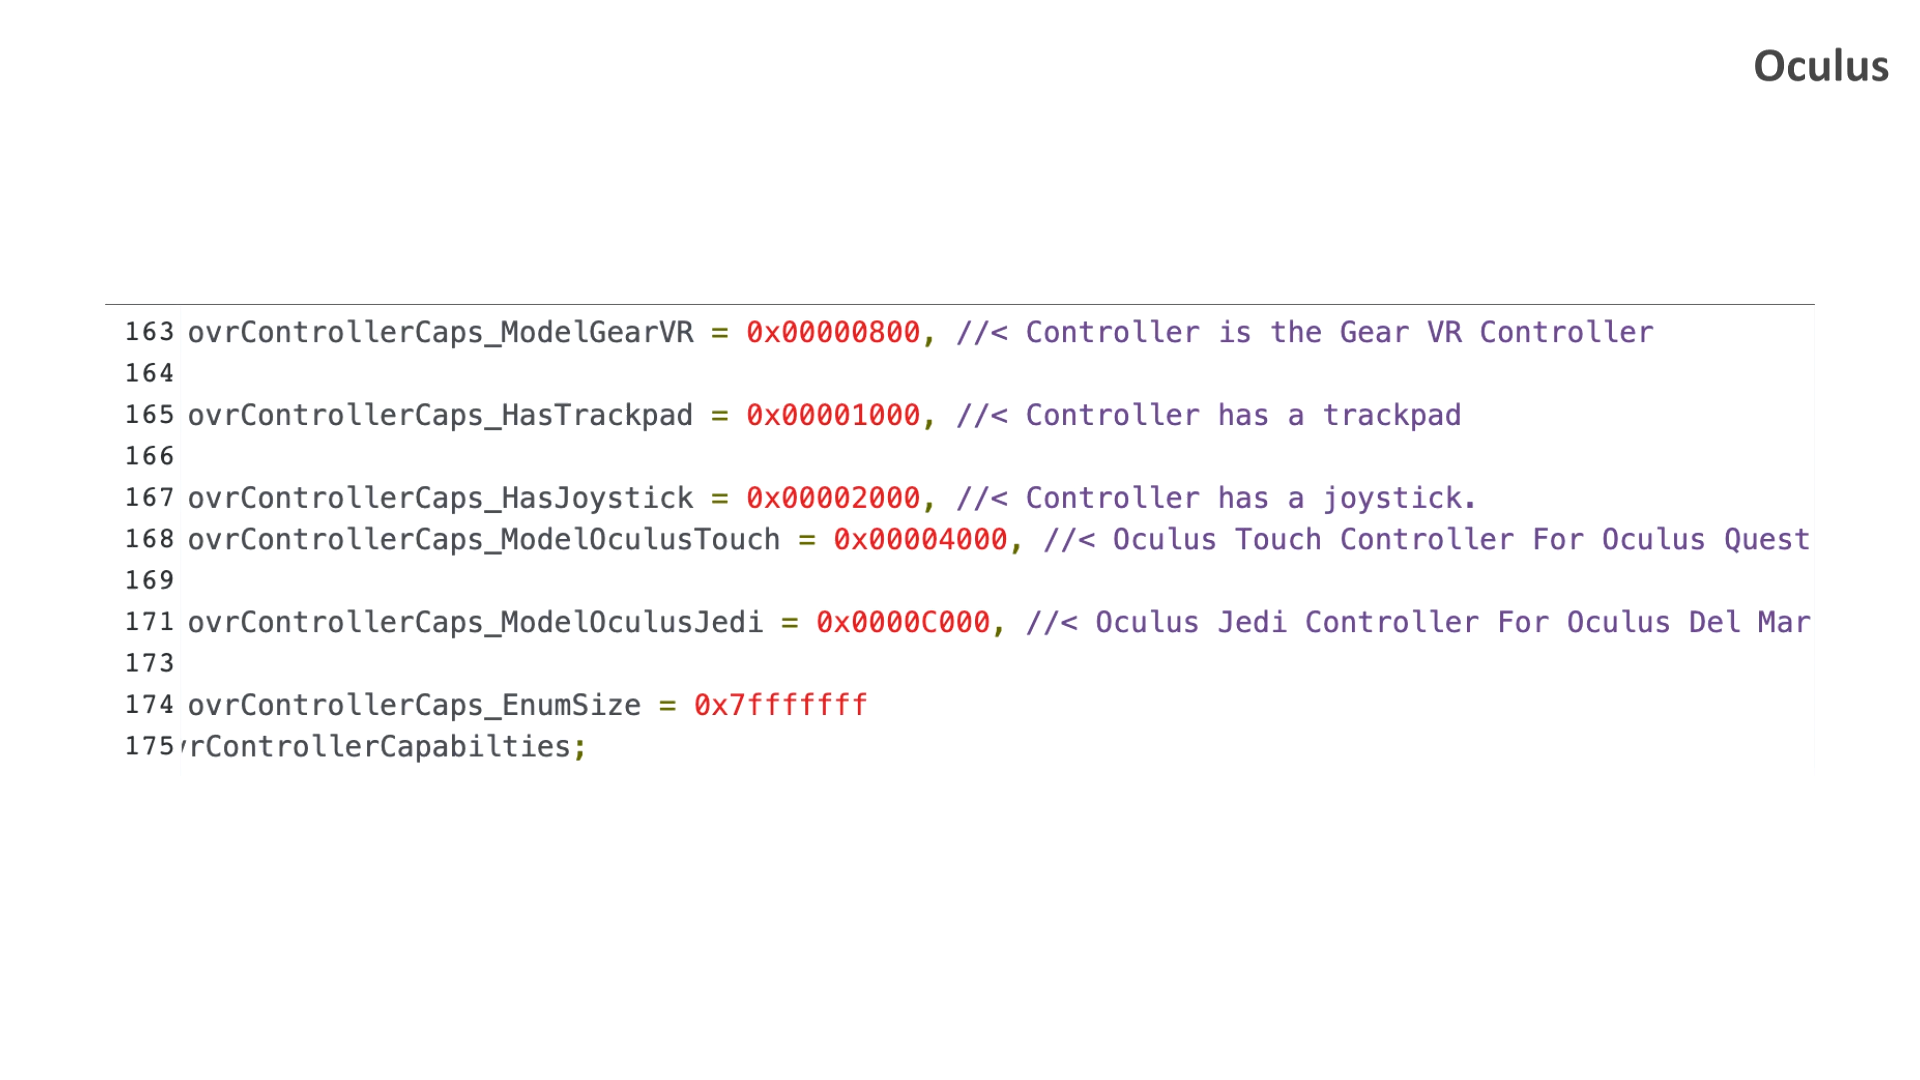 Oculus
163 ovrControllerCaps_ModelGearVR = 0x00000800, //< Controller is the Gear VR Controller
164
165 ovrControllerCaps_HasTrackpad = 0x00001000, //< Controller has a trackpad
166
167 ovrControllerCaps_HasJoystick = 0x00002000, //< Controller has a joystick.
168 ovrControllerCaps_ModelOculusTouch = 0x00004000, //< Oculus Touch Controller For Oculus Quest
169
171 ovrControllerCaps_ModelOculusJedi = 0x0000C000, //< Oculus Jedi Controller For Oculus Del Mar
173
174 ovrControllerCaps_EnumSize = 0x7fffffff
175 rControllerCapabilties;